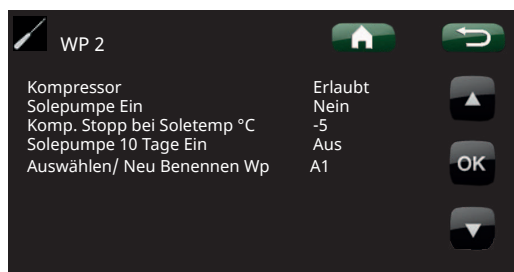 WP 2
Kompressor Erlaubt
Solepumpe Ein Nein
Komp. Stopp bei Soletemp °C -5
Solepumpe 10 Tage Ein Aus
Auswählen/ Neu Benennen Wp A1
OK